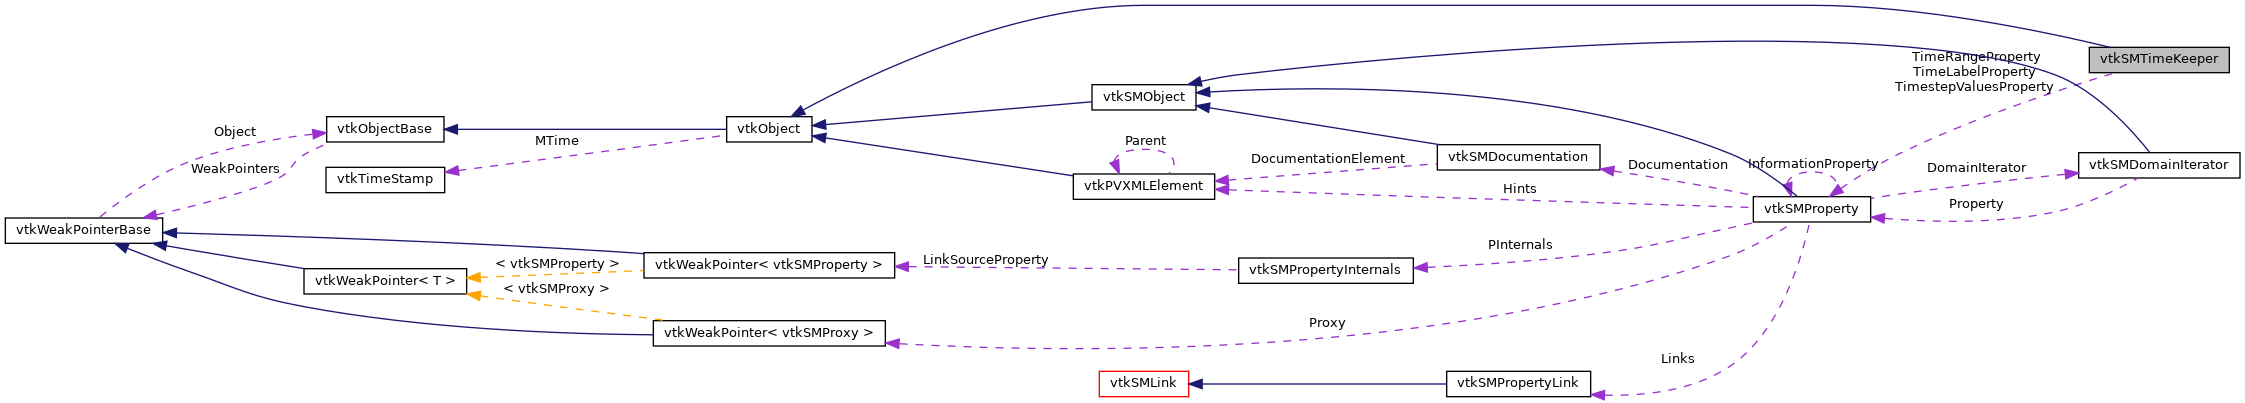 vtkSMTimeKeeper
TimeRangeProperty
TimeLabelProperty
TimestepValuesProperty
vtkSMObject
vtkObjectBase
vtkObject
Object
MTime
Parent
WeakPointers
vtkTimeStamp
vtkPVXMLElement
DocumentationElement
vtkSMDocumentation
Documentation
InformationProperty
DomainIterator
vtkSMDomainIterator
Hints
vtkSMProperty
Property
vtkWeakPointerBase
PInternals
< vtkSMProperty >
vtkWeakPointer< vtkSMProperty >
LinkSourceProperty
vtkSMPropertyInternals
vtkWeakPointer< T >
< vtkSMProxy >
vtkWeakPointer< vtkSMProxy >
Proxy
Links
vtkSMLink
vtkSMPropertyLink